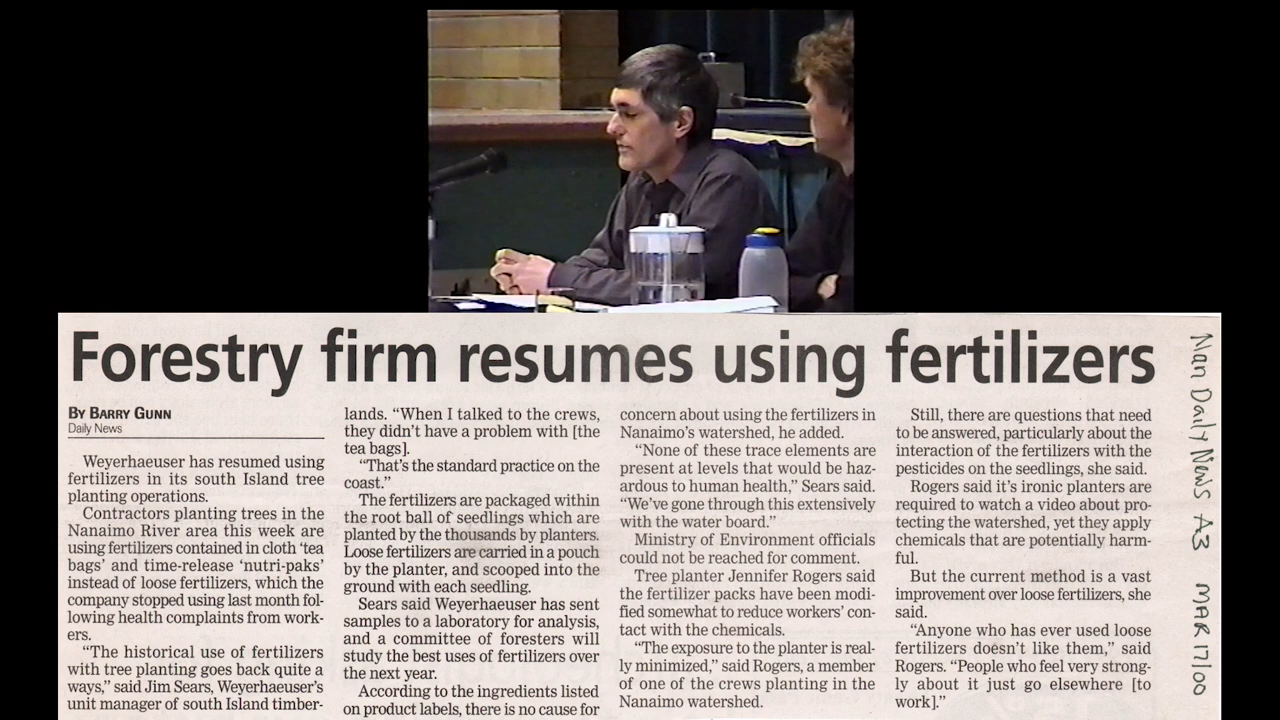 Forestry firm resumes using fertilizers
By Barry Gunn
Daily News
Weyerhaeuser has resumed using
fertilizers in its south Island tree
planting operations.
Contractors planting trees in the
Nanaimo River area this week are
using fertilizers contained in cloth ‘tea
bags’ and time-release ‘nutri-paks’
instead of loose fertilizers, which the
company stopped using last month fol-
lowing health complaints from work-
ers.
“The historical use of fertilizers
with tree planting goes back quite a
ways,” said Jim Sears, Weyerhaeuser’s
unit manager of south Island timber-
lands. “When I talked to the crews,
they didn’t have a problem with [the
tea bags].
“That’s the standard practice on the
coast.”
The fertilizers are packaged within
the root ball of seedlings which are
planted by the thousands by planters.
Loose fertilizers are carried in a pouch
by the planter, and scooped into the
ground with each seedling.
Sears said Weyerhaeuser has sent
samples to a laboratory for analysis,
and a committee of foresters will
study the best uses of fertilizers over
the next year.
According to the ingredients listed
on product labels, there is no cause for
concern about using the fertilizers in
Nanaimo’s watershed, he added.
“None of these trace elements are
present at levels that would be haz-
ardous to human health,” Sears said.
“We’ve gone through this extensively
with the water board.”
Ministry of Environment officials
could not be reached for comment.
Tree planter Jennifer Rogers said
the fertilizer packs have been modi-
fied somewhat to reduce workers’ con-
tact with the chemicals.
“The exposure to the planter is real-
ly minimized,” said Rogers, a member
of one of the crews planting in the
Nanaimo watershed.
Still, there are questions that need
to be answered, particularly about the
interaction of the fertilizers with the
pesticides on the seedlings, she said.
Rogers said it’s ironic planters are
required to watch a video about pro-
tecting the watershed, yet they apply
chemicals that are potentially harm-
ful.
But the current method is a vast
improvement over loose fertilizers, she
said.
“Anyone who has ever used loose
fertilizers doesn’t like them,” said
Rogers. “People who feel very strong-
ly about it just go elsewhere [to
work].”
Nan Daily News A3 MAR 17/00